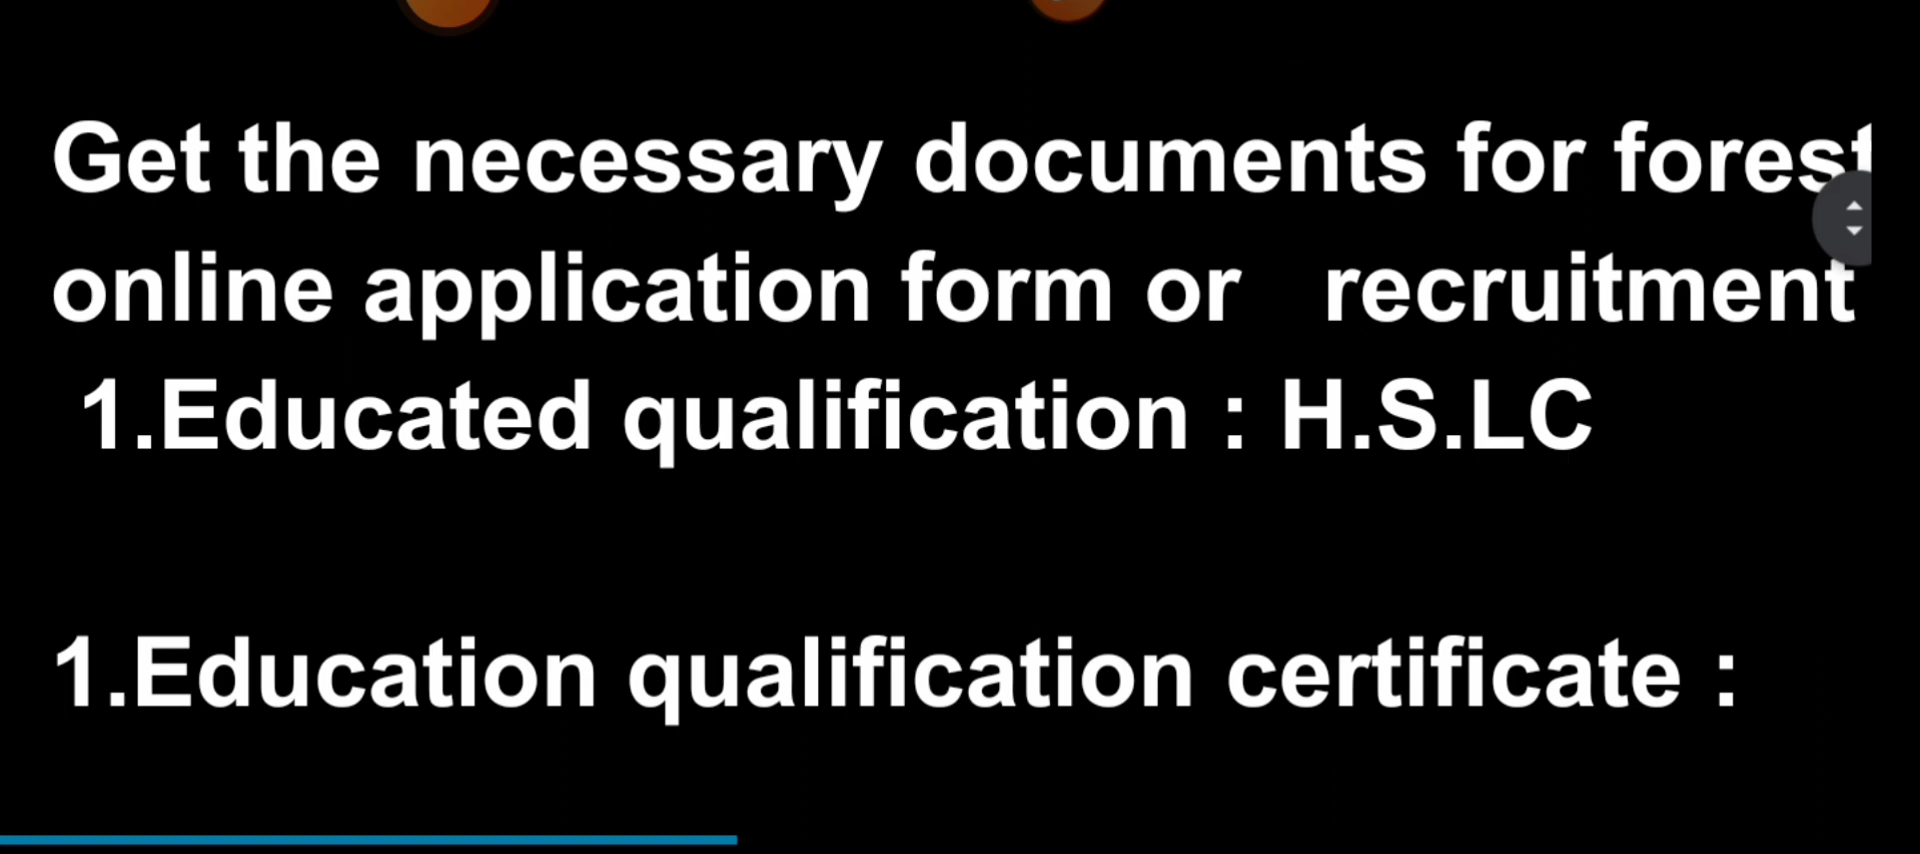 Get the necessary documents for forest
online application form or   recruitment
1.Educated qualification : H.S.LC
1.Education qualification certificate :